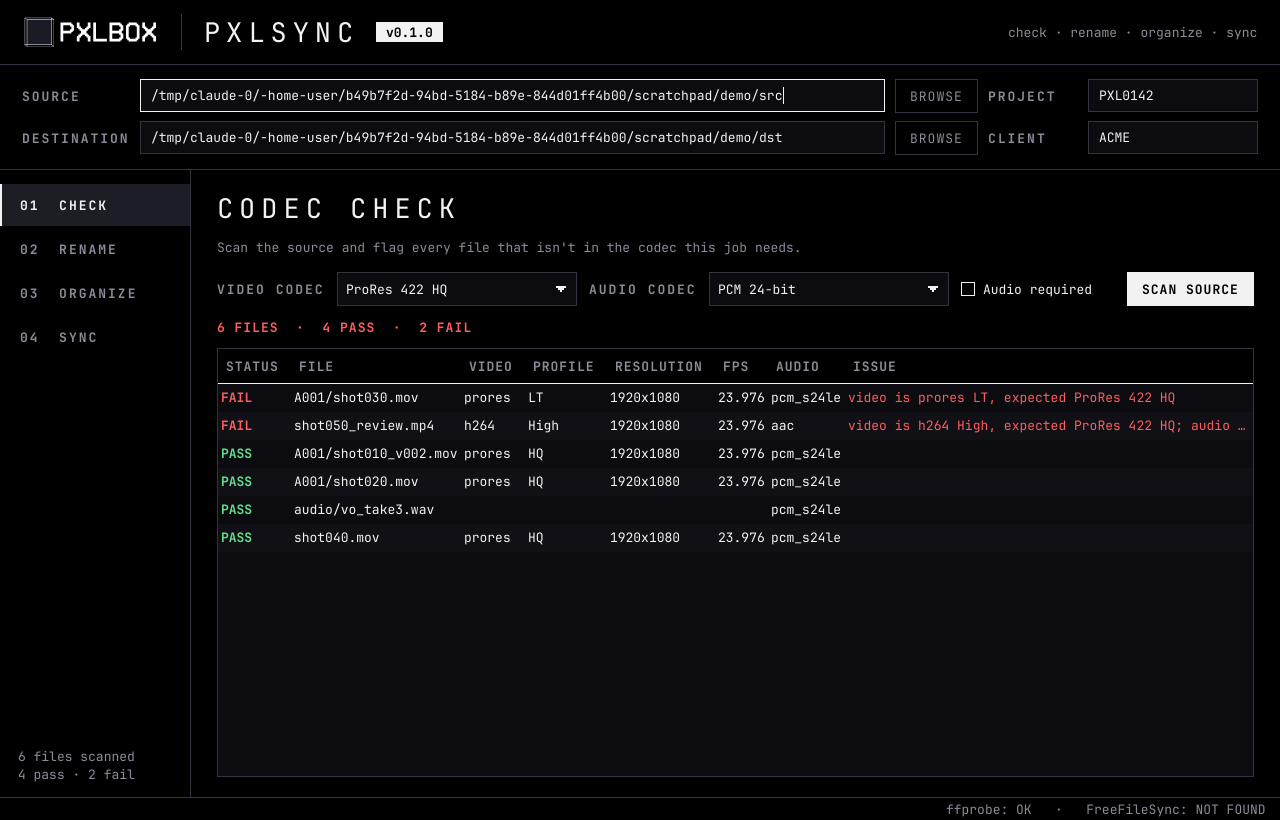 PXLBOX PXLSYNC v0.1.0 check · rename · organize · sync
SOURCE /tmp/claude-0/-home-user/b49b7f2d-94bd-5184-b89e-844d01ff4b00/scratchpad/demo/src BROWSE PROJECT PXL0142
DESTINATION /tmp/claude-0/-home-user/b49b7f2d-94bd-5184-b89e-844d01ff4b00/scratchpad/demo/dst BROWSE CLIENT ACME
01 CHECK
02 RENAME
03 ORGANIZE
04 SYNC
6 files scanned
4 pass · 2 fail
CODEC CHECK
Scan the source and flag every file that isn't in the codec this job needs.
VIDEO CODEC ProRes 422 HQ AUDIO CODEC PCM 24-bit Audio required SCAN SOURCE
6 FILES · 4 PASS · 2 FAIL
STATUS FILE VIDEO PROFILE RESOLUTION FPS AUDIO ISSUE
FAIL A001/shot030.mov prores LT 1920x1080 23.976 pcm_s24le video is prores LT, expected ProRes 422 HQ
FAIL shot050_review.mp4 h264 High 1920x1080 23.976 aac video is h264 High, expected ProRes 422 HQ; audio …
PASS A001/shot010_v002.mov prores HQ 1920x1080 23.976 pcm_s24le
PASS A001/shot020.mov prores HQ 1920x1080 23.976 pcm_s24le
PASS audio/vo_take3.wav pcm_s24le
PASS shot040.mov prores HQ 1920x1080 23.976 pcm_s24le
ffprobe: OK · FreeFileSync: NOT FOUND